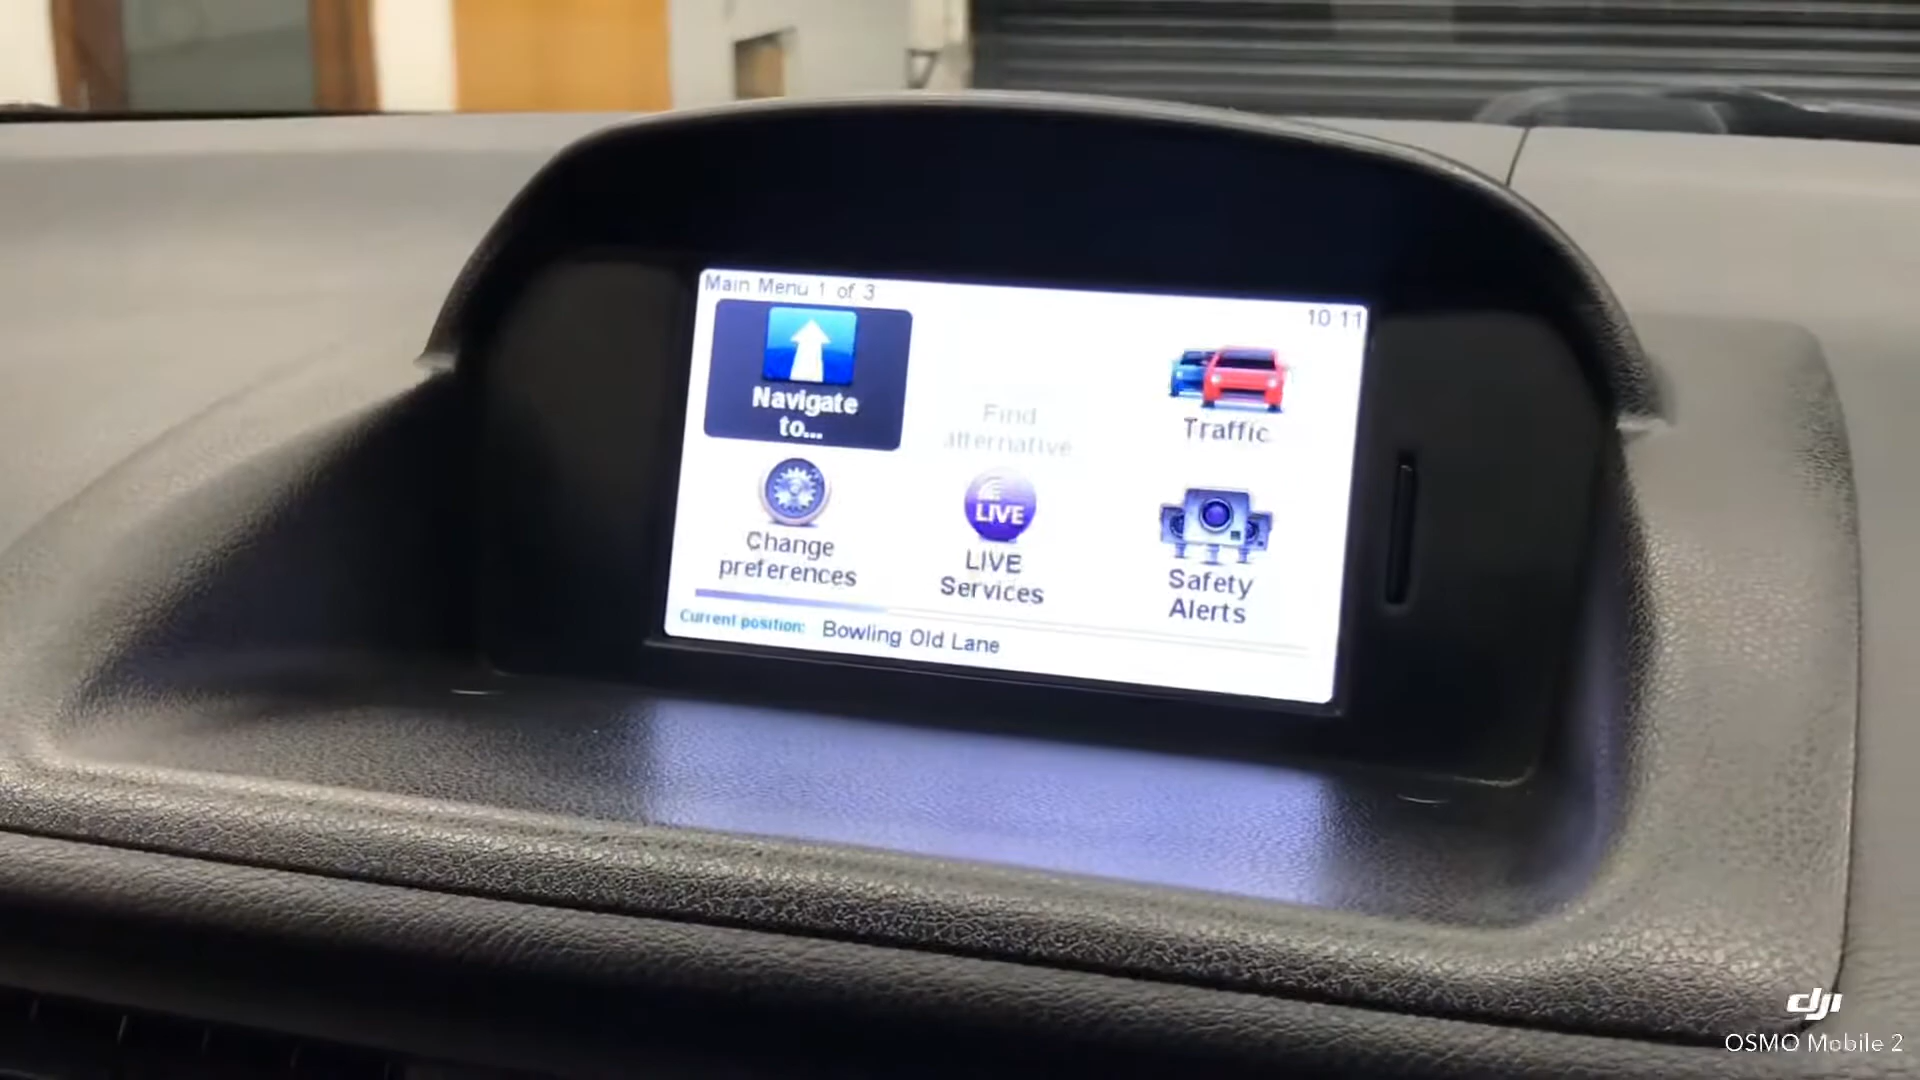 Main Menu 1 of 3
10:11
Navigate
to...
Find
alternative
Traffic
Change
preferences
LIVE
LIVE
Services
Safety
Alerts
Current position: Bowling Old Lane
dji
OSMO Mobile 2